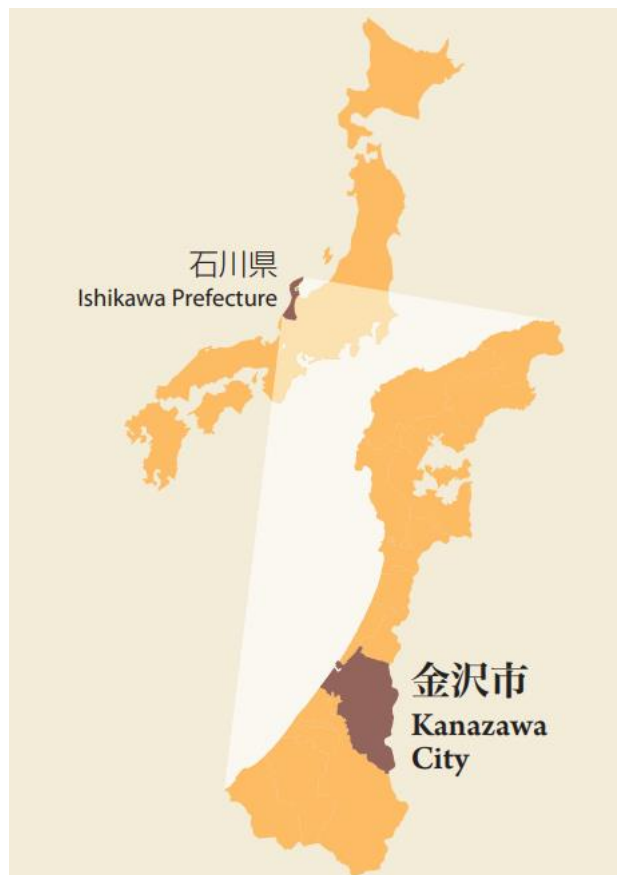 石川県
Ishikawa Prefecture
金沢市
Kanazawa
City